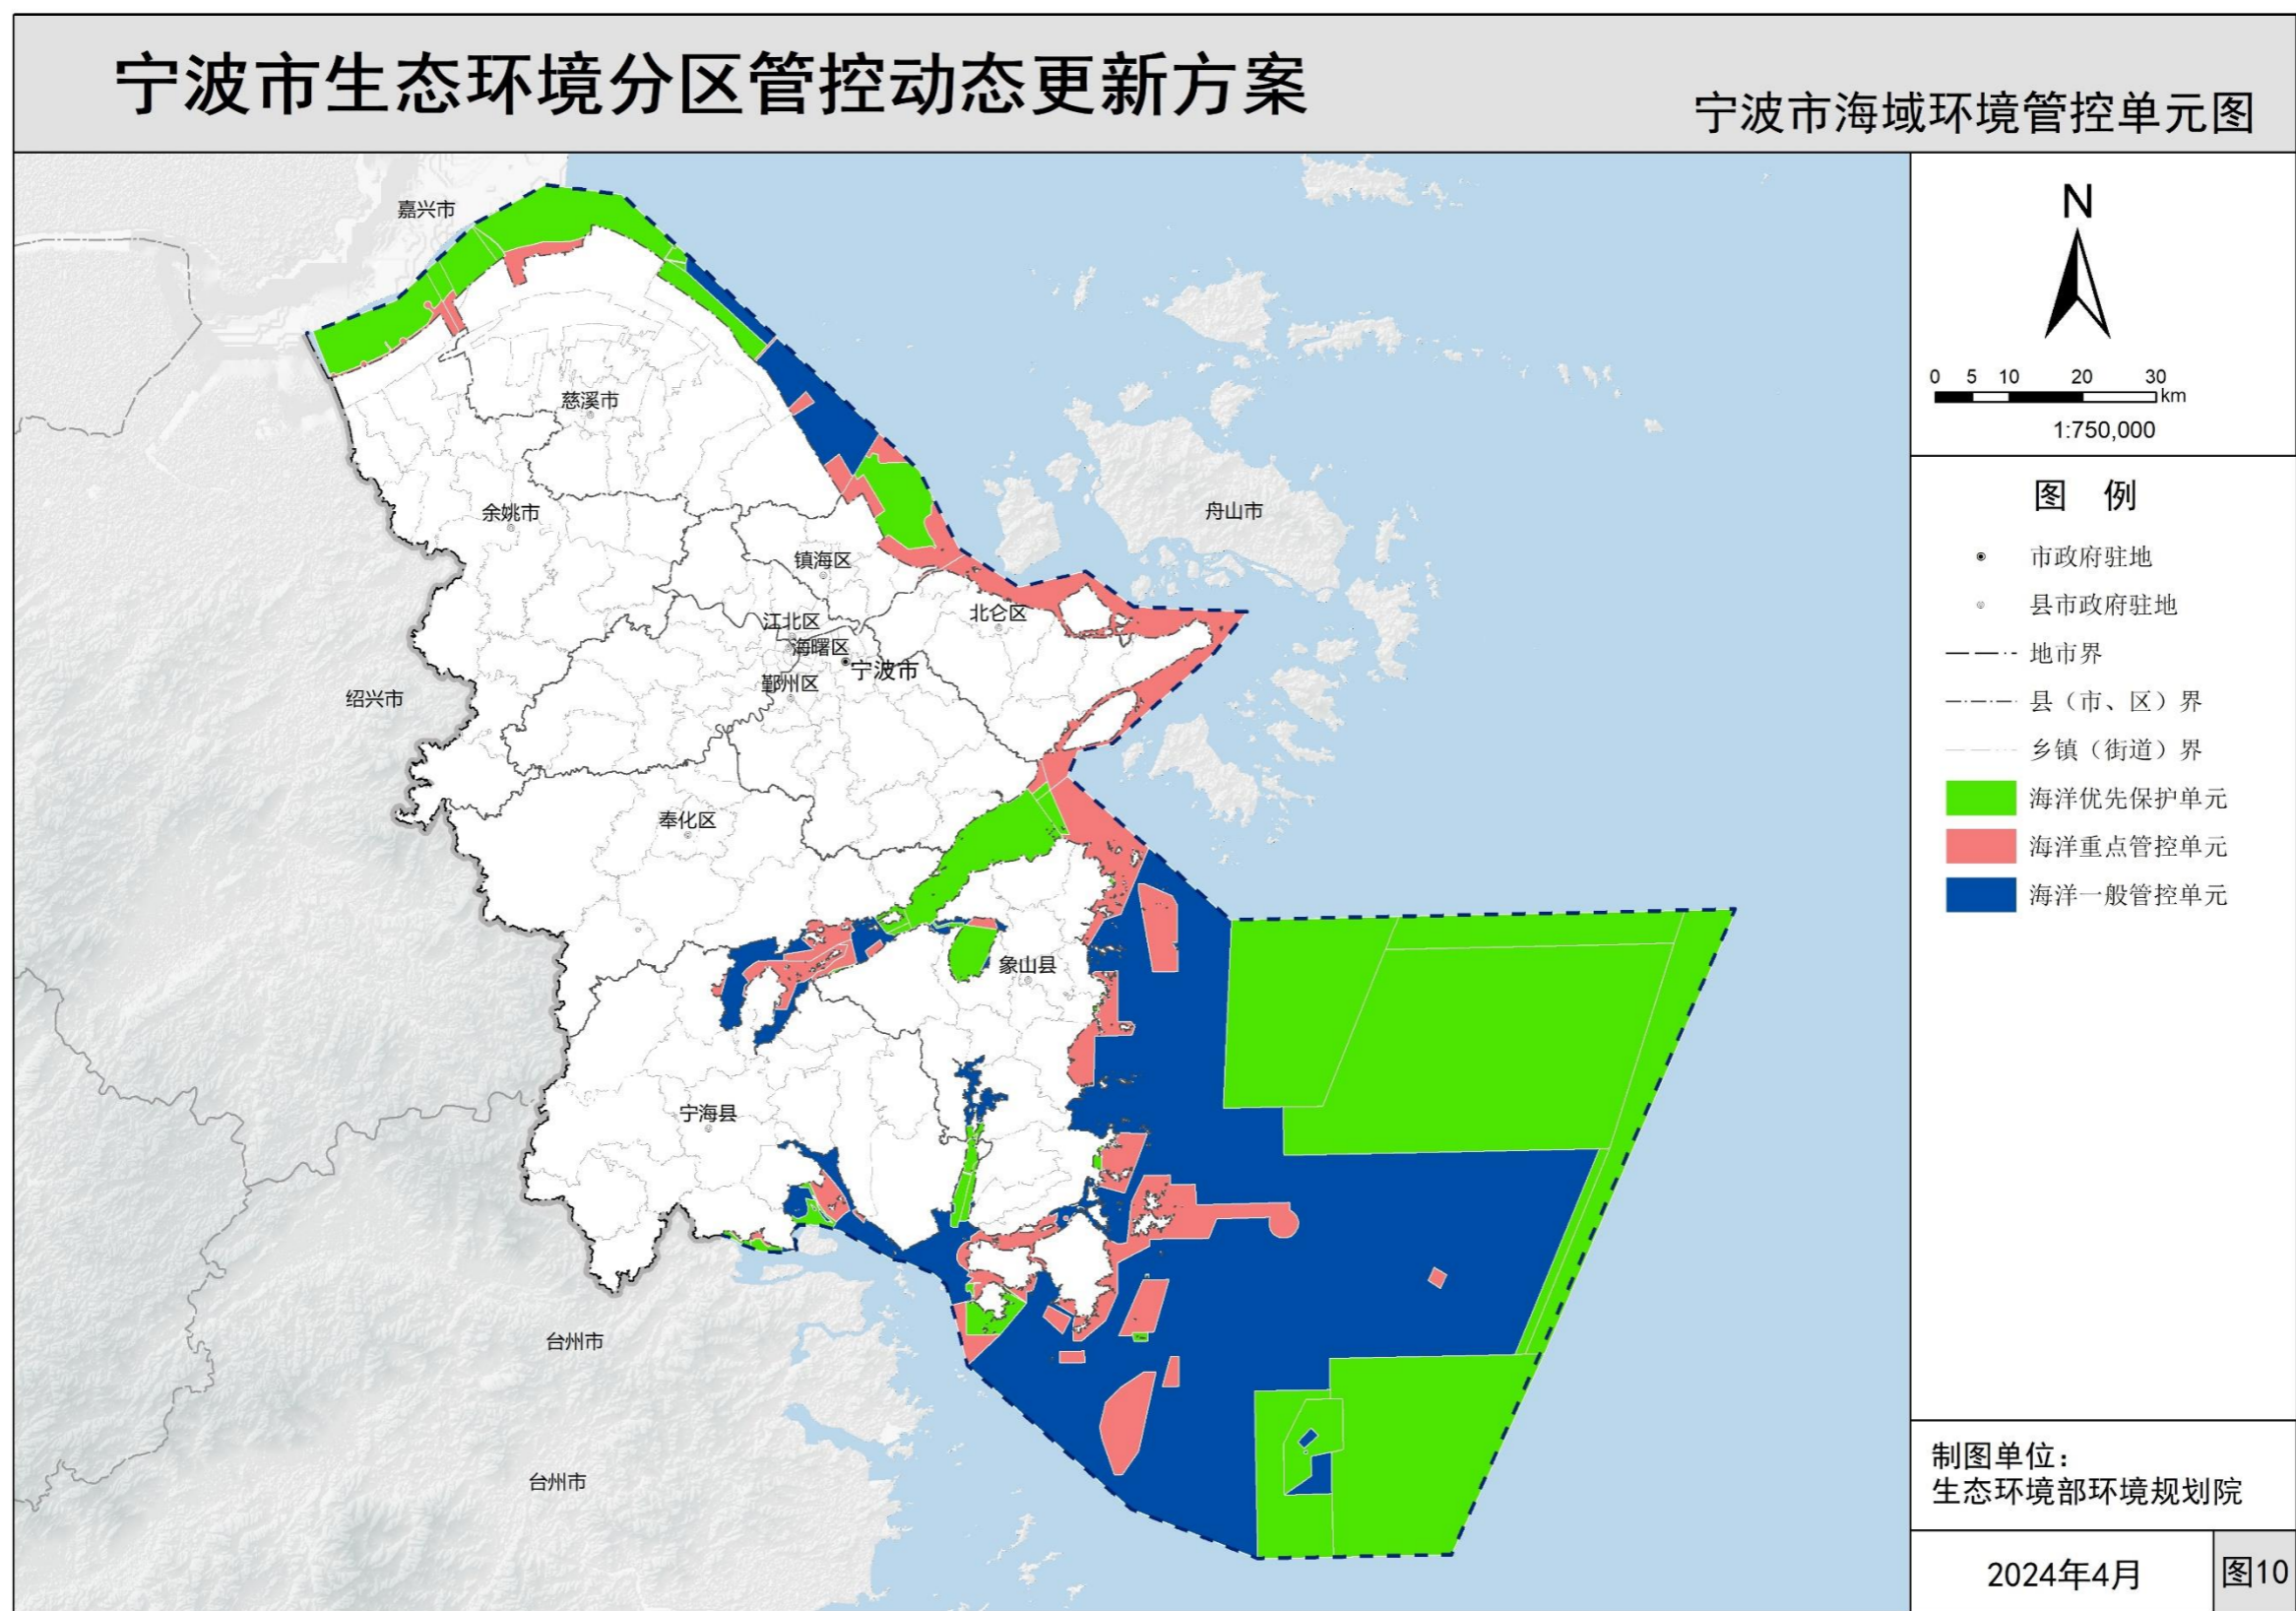 宁波市生态环境分区管控动态更新方案
宁波市海域环境管控单元图
嘉兴市
慈溪市
余姚市
舟山市
镇海区
江北区
北仑区
海曙区
宁波市
鄞州区
绍兴市
奉化区
象山县
宁海县
台州市
台州市
N
0 5 10 20 30
km
1:750,000
图 例
市政府驻地
县市政府驻地
地市界
县（市、区）界
乡镇（街道）界
海洋优先保护单元
海洋重点管控单元
海洋一般管控单元
制图单位：
生态环境部环境规划院
2024年4月
图10